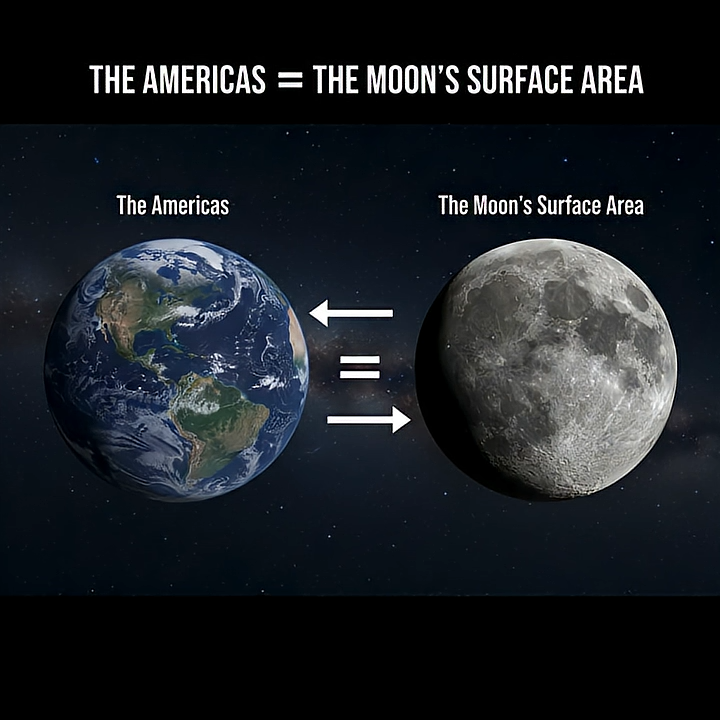 THE AMERICAS = THE MOON'S SURFACE AREA
The Americas
The Moon's Surface Area
=